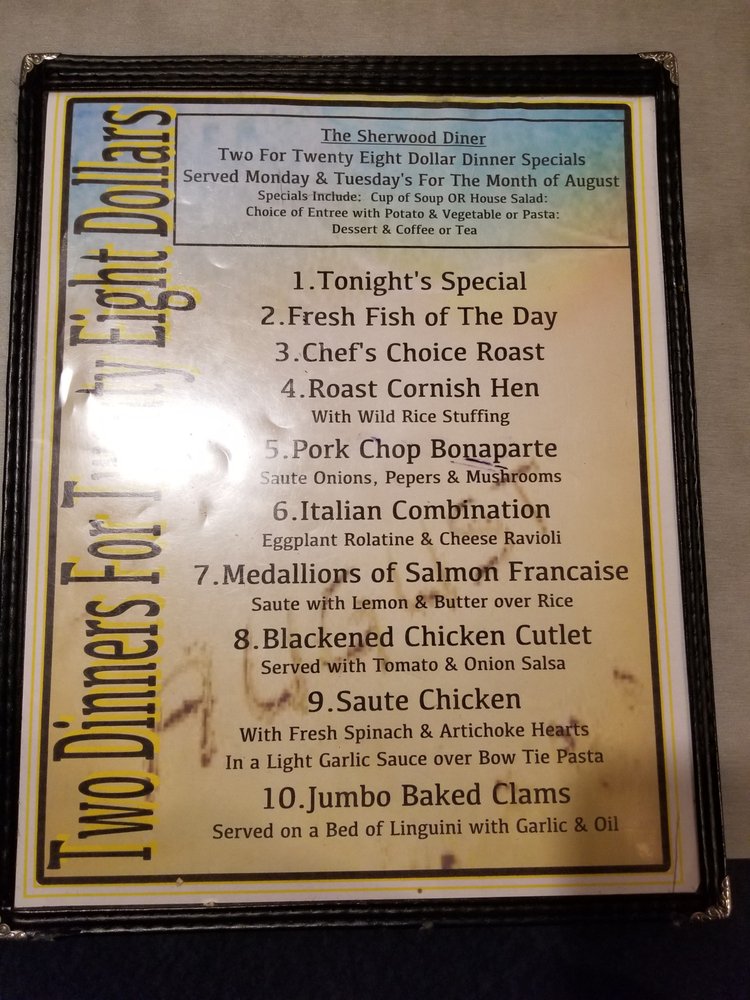 Two Dinners For Twenty Eight Dollars
The Sherwood Diner
Two For Twenty Eight Dollar Dinner Specials
Served Monday & Tuesday's For The Month of August
Specials Include: Cup of Soup OR House Salad:
Choice of Entree with Potato & Vegetable or Pasta:
Dessert & Coffee or Tea
1.Tonight's Special
2.Fresh Fish of The Day
3.Chef's Choice Roast
4.Roast Cornish Hen
With Wild Rice Stuffing
5.Pork Chop Bonaparte
Saute Onions, Pepers & Mushrooms
6.Italian Combination
Eggplant Rolatine & Cheese Ravioli
7.Medallions of Salmon Francaise
Saute with Lemon & Butter over Rice
8.Blackened Chicken Cutlet
Served with Tomato & Onion Salsa
9.Saute Chicken
With Fresh Spinach & Artichoke Hearts
In a Light Garlic Sauce over Bow Tie Pasta
10.Jumbo Baked Clams
Served on a Bed of Linguini with Garlic & Oil